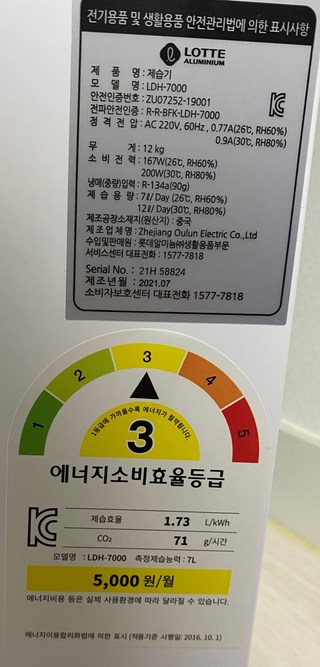 전기용품 및 생활용품 안전관리법에 의한 표시사항
LOTTE
ALUMINIUM
제 품 명 : 제습기
모 델 명 : LDH-7000
안전인증번호 : ZU07252-19001
전파안전인증 : R-R-BFK-LDH-7000
정 격 전 압 : AC 220V, 60Hz , 0.77A(26℃, RH60%)
0.9A(30℃, RH80%)
무 게 : 12 kg
소 비 전 력 : 167W(26℃, RH60%)
200W(30℃, RH80%)
냉매(중량)입력 : R-134a(90g)
제 습 용 량 : 7ℓ/ Day (26℃, RH60%)
12ℓ/ Day(30℃, RH80%)
제조공장소재지(원산지) : 중국
제 조 업 체 명 : Zhejiang Oulun Electric Co.,Ltd
수입및판매원 : 롯데알미늄㈜생활용품부문
서비스센터 대표전화 : 1577-7818
Serial No. : 21H 58824
제 조 년 월 : 2021.07
소비자보호센터 대표전화 1577-7818
1 2 3 4 5
1등급에 가까울수록 에너지가 절약됩니다.
3
에너지소비효율등급
제습효율 1.73 L/kWh
CO₂ 71 g/시간
모델명 : LDH-7000 측정제습능력 : 7L
5,000 원/월
에너지비용 등은 실제 사용환경에 따라 달라질 수 있습니다.
에너지이용합리화법에 의한 표시 (적용기준 시행일: 2016. 10. 1)